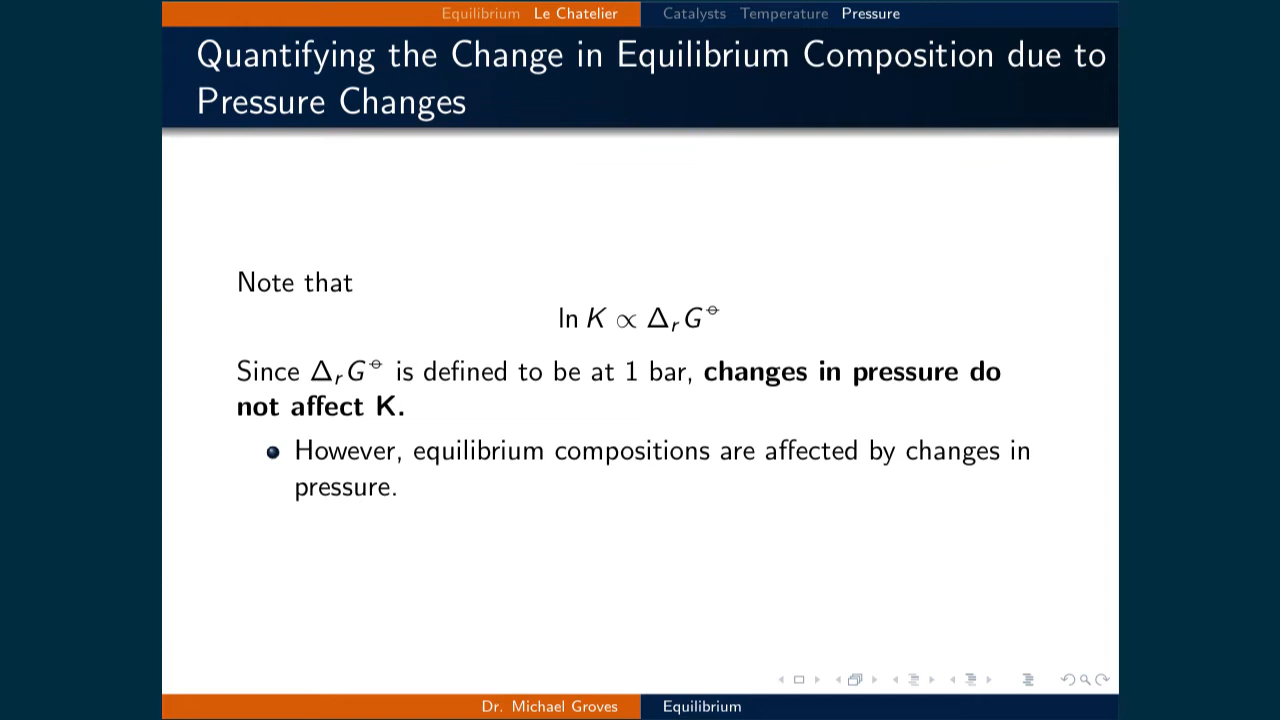 Equilibrium Le Chatelier Catalysts Temperature Pressure
Quantifying the Change in Equilibrium Composition due to
Pressure Changes
Note that
ln K ∝ ΔᵣG⦵
Since ΔᵣG⦵ is defined to be at 1 bar, changes in pressure do
not affect K.
However, equilibrium compositions are affected by changes in
pressure.
Dr. Michael Groves Equilibrium